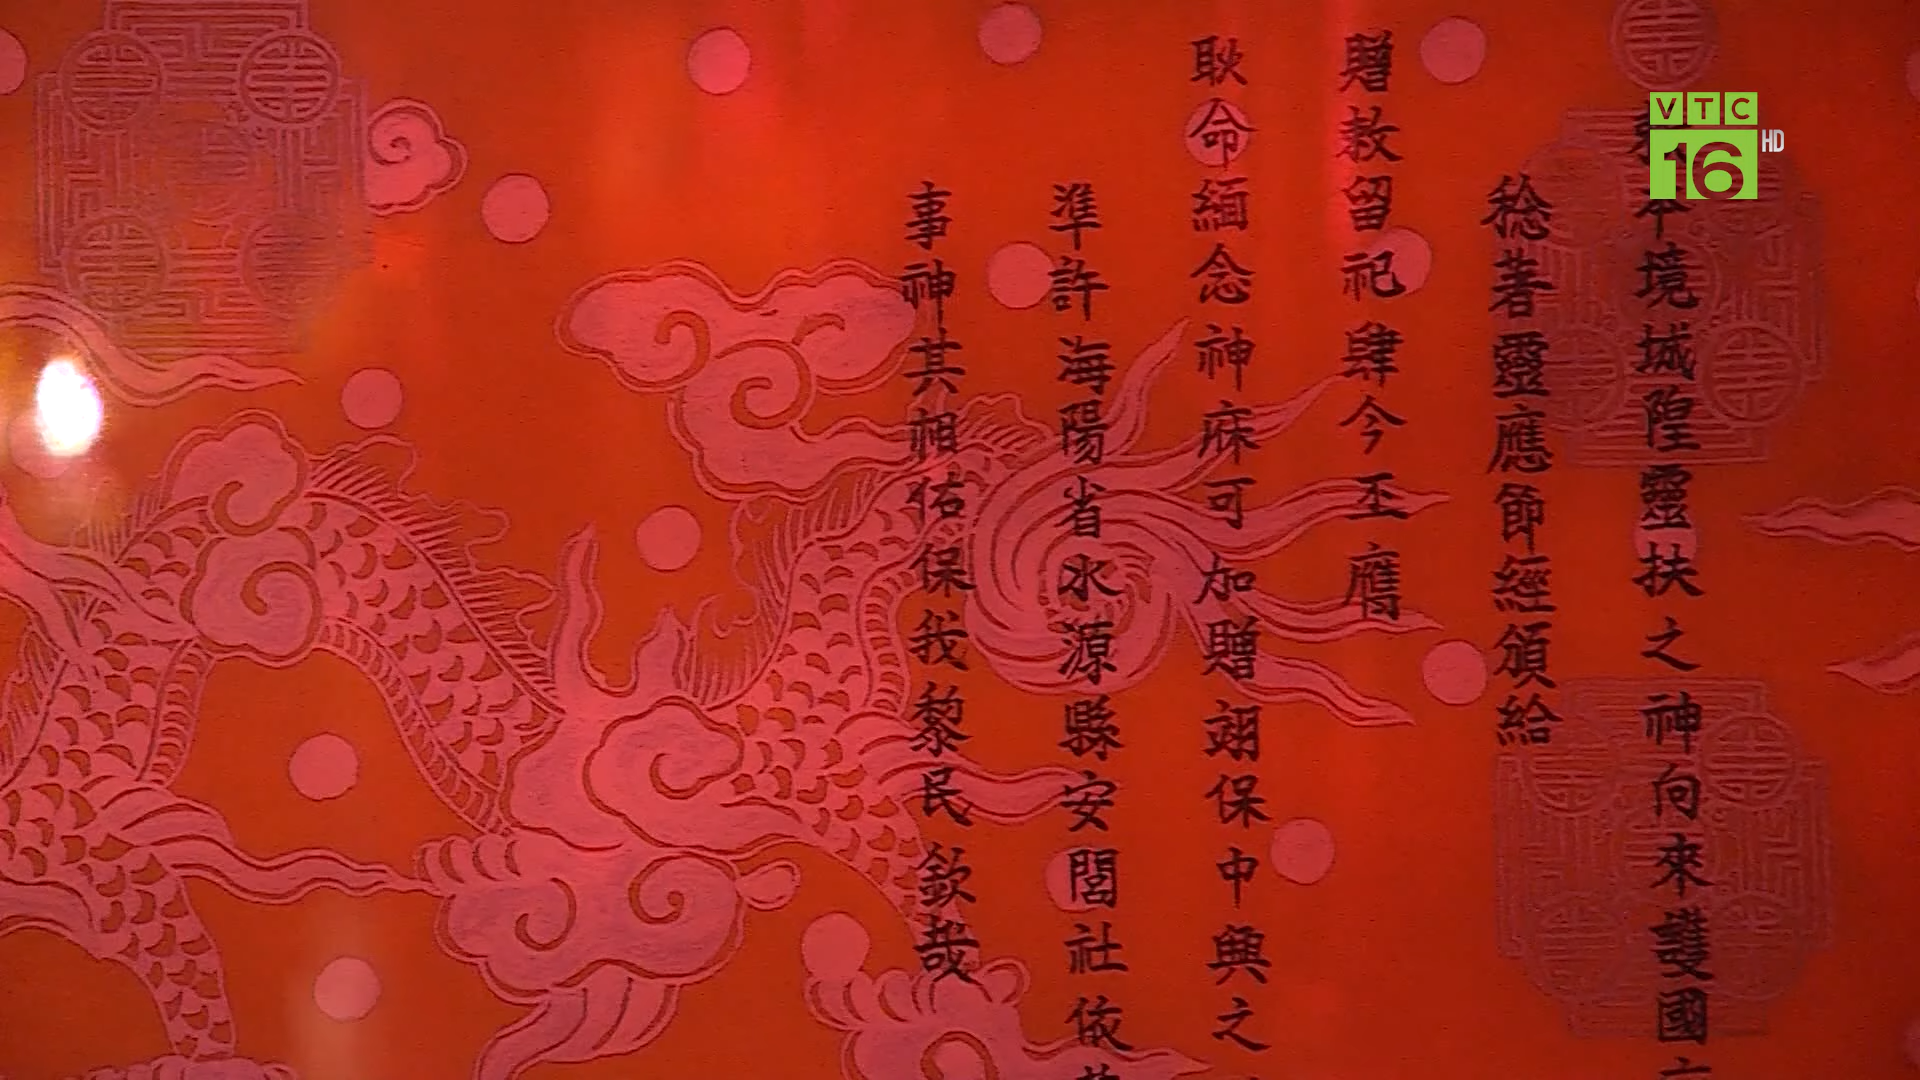 本境城隍靈扶之神向來護國
稔著靈應節經頒給
贈敕留祀肆今丕膺
耿命緬念神庥可加贈翊保中興之
準許海陽省水源縣安閭社依
事神其相佑保我黎民欽哉
VTC
16 HD